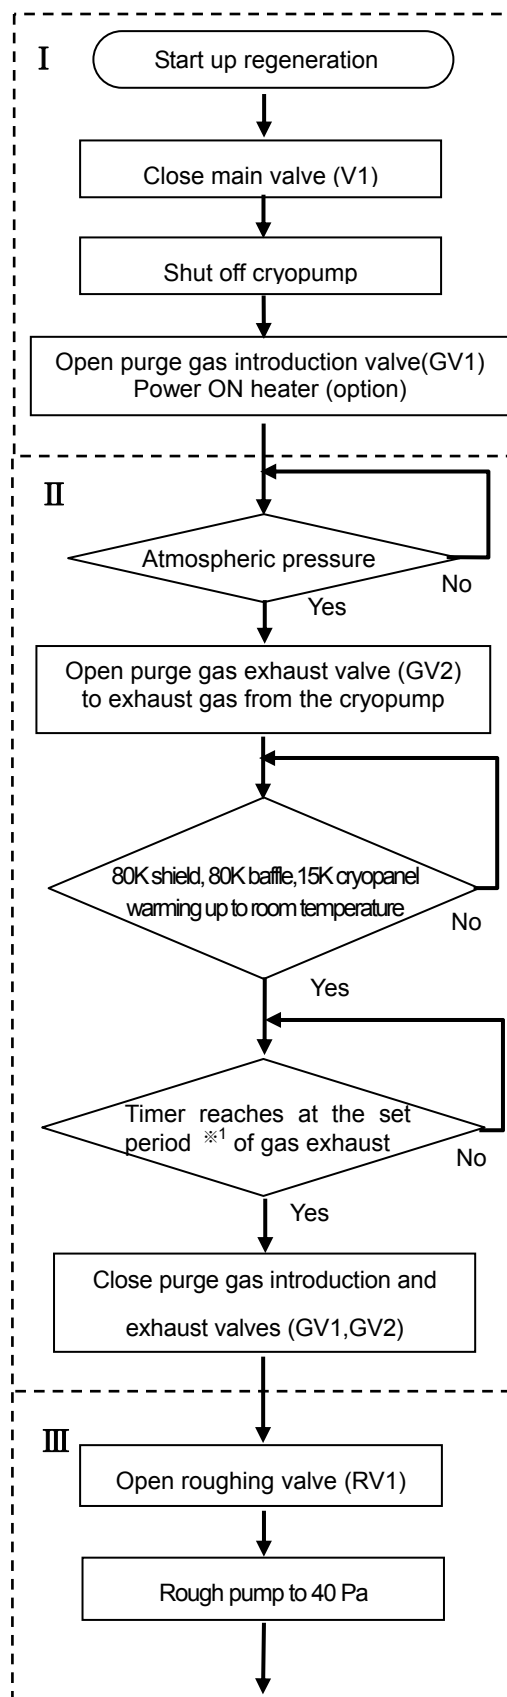 Ⅰ
Start up regeneration
Close main valve (V1)
Shut off cryopump
Open purge gas introduction valve(GV1)
Power ON heater (option)
Ⅱ
Atmospheric pressure
No
Yes
Open purge gas exhaust valve (GV2)
to exhaust gas from the cryopump
80K shield, 80K baffle,15K cryopanel
warming up to room temperature
No
Yes
Timer reaches at the set
period ※1 of gas exhaust
No
Yes
Close purge gas introduction and
exhaust valves (GV1,GV2)
Ⅲ
Open roughing valve (RV1)
Rough pump to 40 Pa